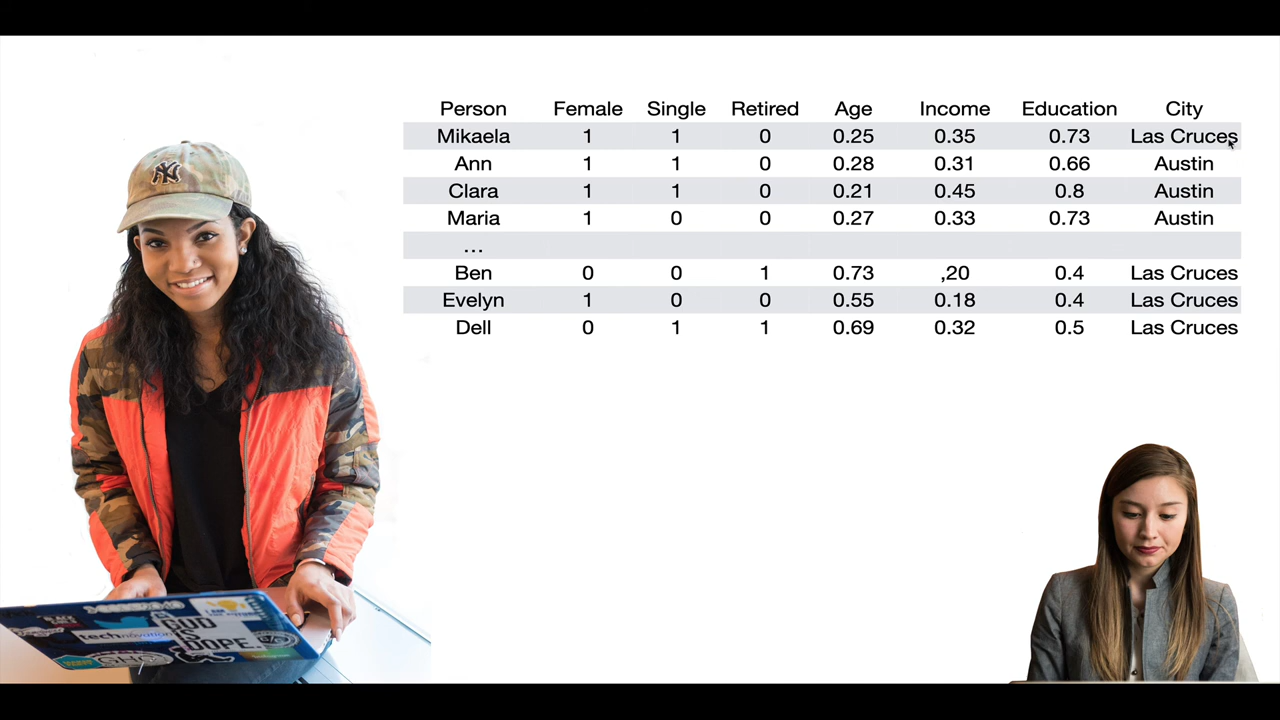 Person Female Single Retired Age Income Education City
Mikaela 1 1 0 0.25 0.35 0.73 Las Cruces
Ann 1 1 0 0.28 0.31 0.66 Austin
Clara 1 1 0 0.21 0.45 0.8 Austin
Maria 1 0 0 0.27 0.33 0.73 Austin
…
Ben 0 0 1 0.73 ,20 0.4 Las Cruces
Evelyn 1 0 0 0.55 0.18 0.4 Las Cruces
Dell 0 1 1 0.69 0.32 0.5 Las Cruces
NY
technovation
GOD
IS
DOPE.